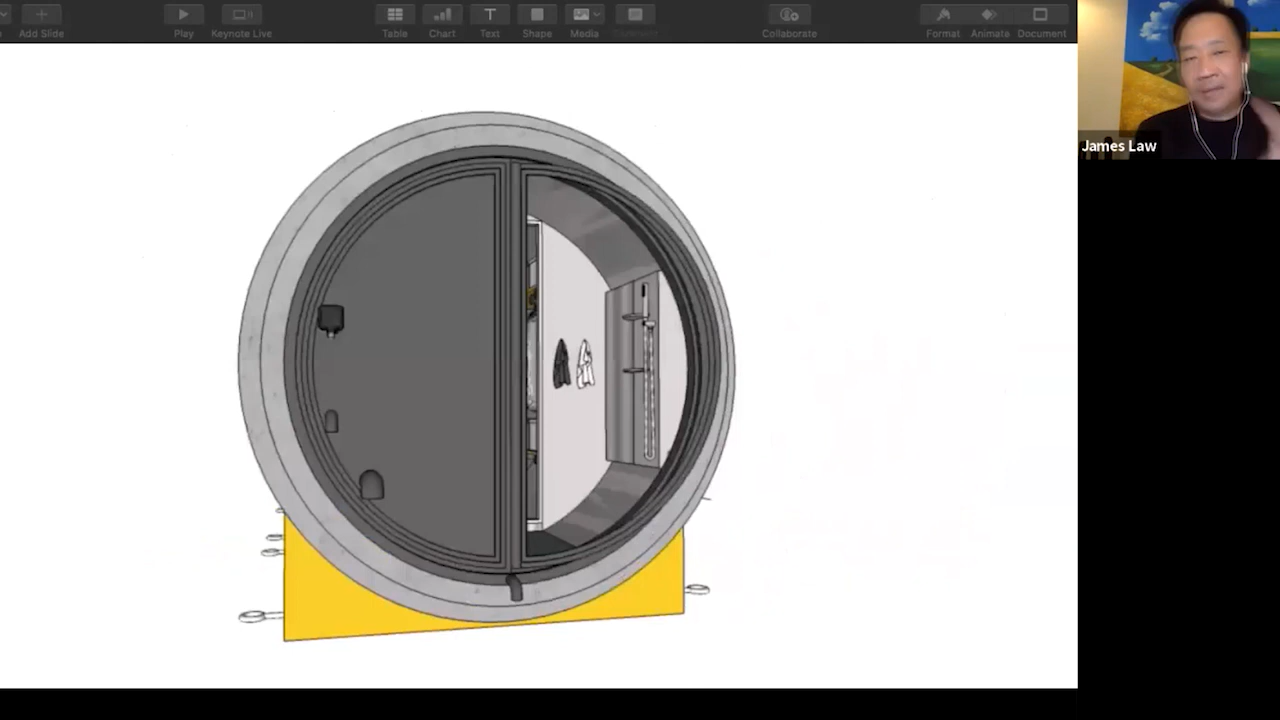 Add Slide
Play
Keynote Live
Table
Chart
Text
Shape
Media
Collaborate
Format
Animate
Document
James Law